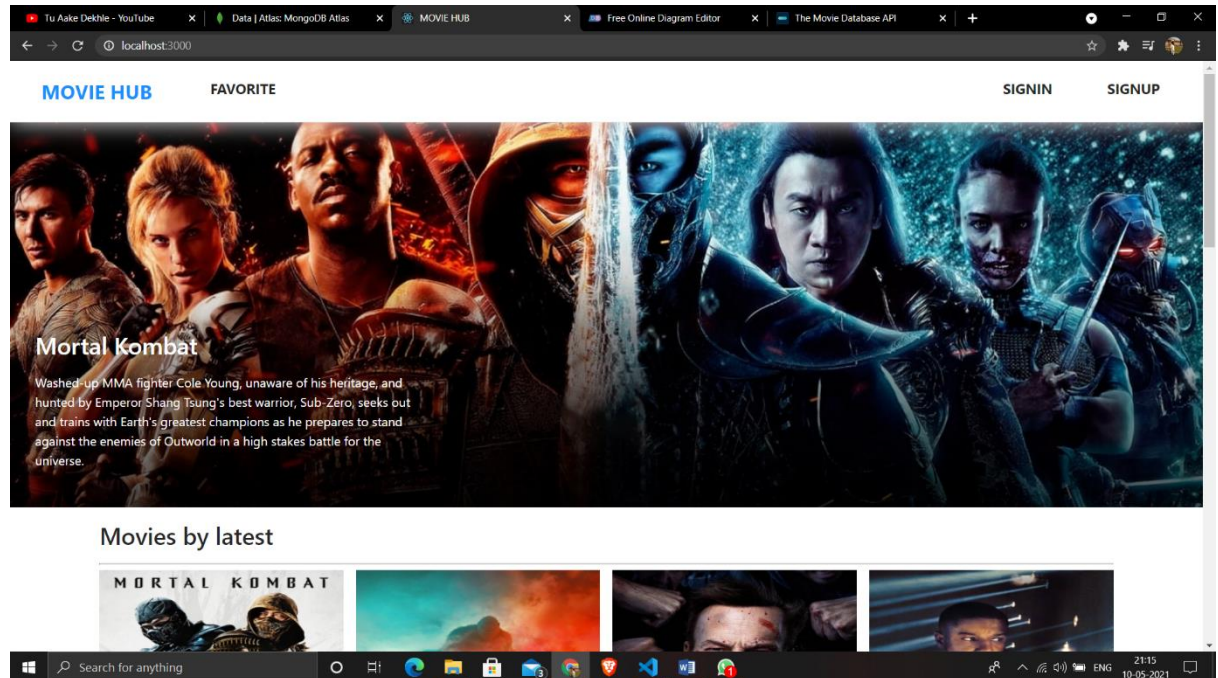 Tu Aake Dekhle - YouTube
Data | Atlas: MongoDB Atlas
MOVIE HUB
Free Online Diagram Editor
The Movie Database API
localhost:3000
MOVIE HUB
FAVORITE
SIGNIN
SIGNUP
Mortal Kombat
Washed-up MMA fighter Cole Young, unaware of his heritage, and
hunted by Emperor Shang Tsung's best warrior, Sub-Zero, seeks out
and trains with Earth's greatest champions as he prepares to stand
against the enemies of Outworld in a high stakes battle for the
universe.
Movies by latest
MORTAL KOMBAT
Search for anything
3
ENG
21:15
10-05-2021